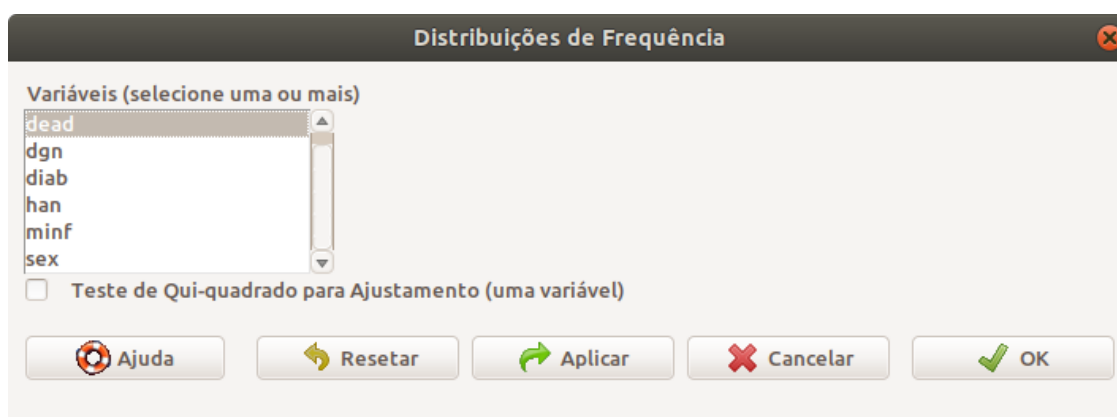 Distribuições de Frequência
Variáveis (selecione uma ou mais)
dead
dgn
diab
han
minf
sex
Teste de Qui-quadrado para Ajustamento (uma variável)
Ajuda Resetar Aplicar Cancelar OK